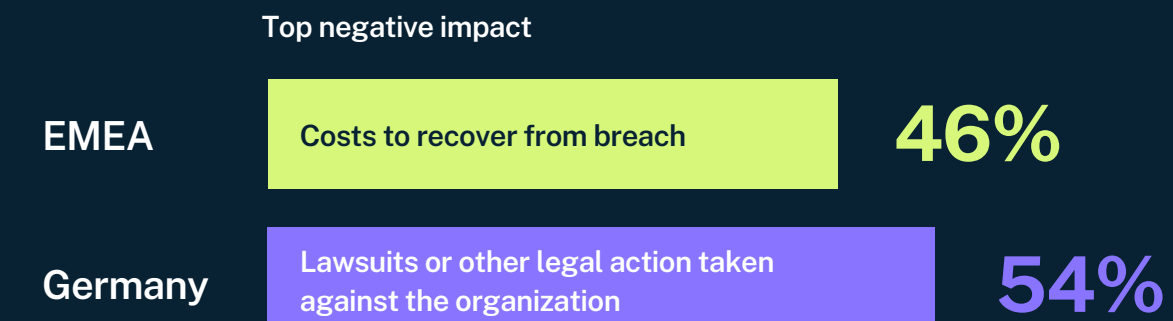 Top negative impact
EMEA
Costs to recover from breach
46%
Germany
Lawsuits or other legal action taken
against the organization
54%